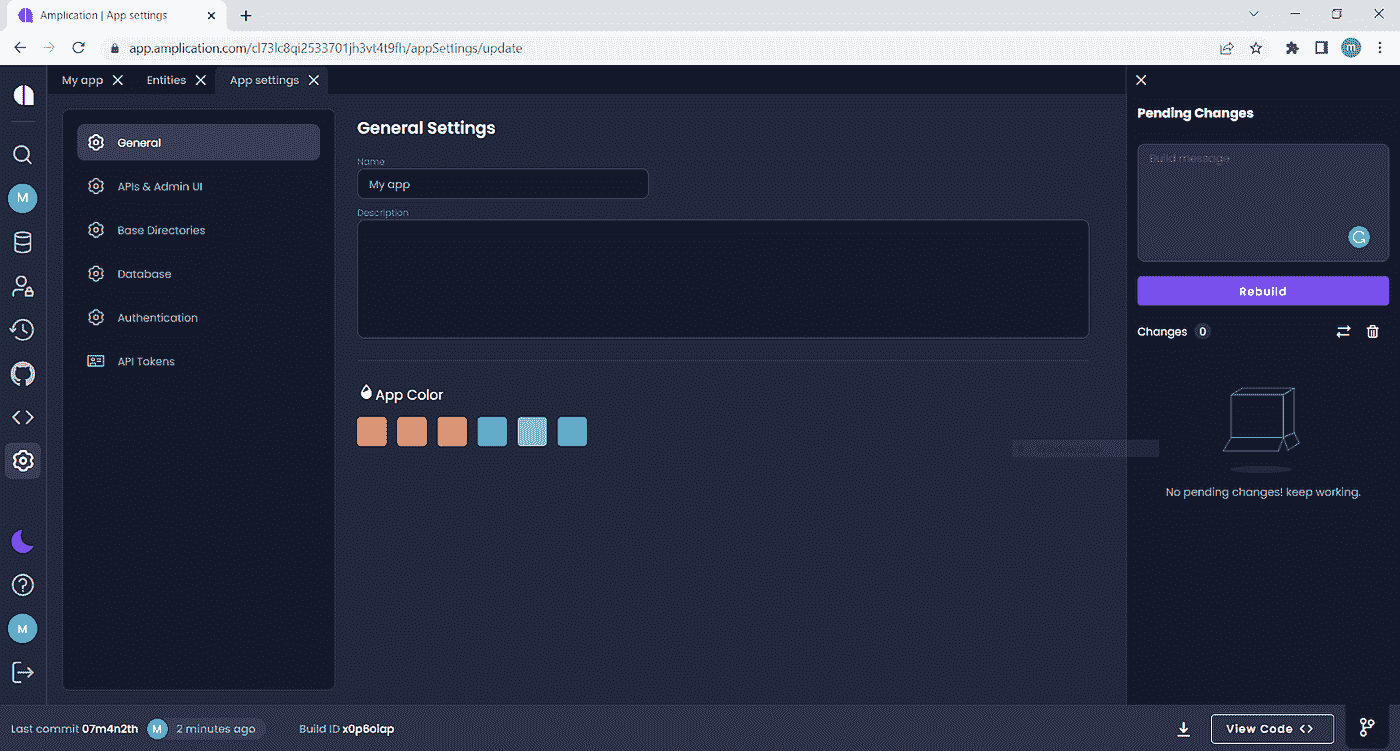 Amplication | App settings
app.amplication.com/cl73lc8qi2533701jh3vt4t9fh/appSettings/update
My app
Entities
App settings
General
APIs & Admin UI
Base Directories
Database
Authentication
API Tokens
General Settings
Name
My app
Description
App Color
Pending Changes
Build message
Rebuild
Changes 0
No pending changes! keep working.
M
M
Last commit 07m4n2th M 2 minutes ago
Build ID x0p6oiap
View Code <>